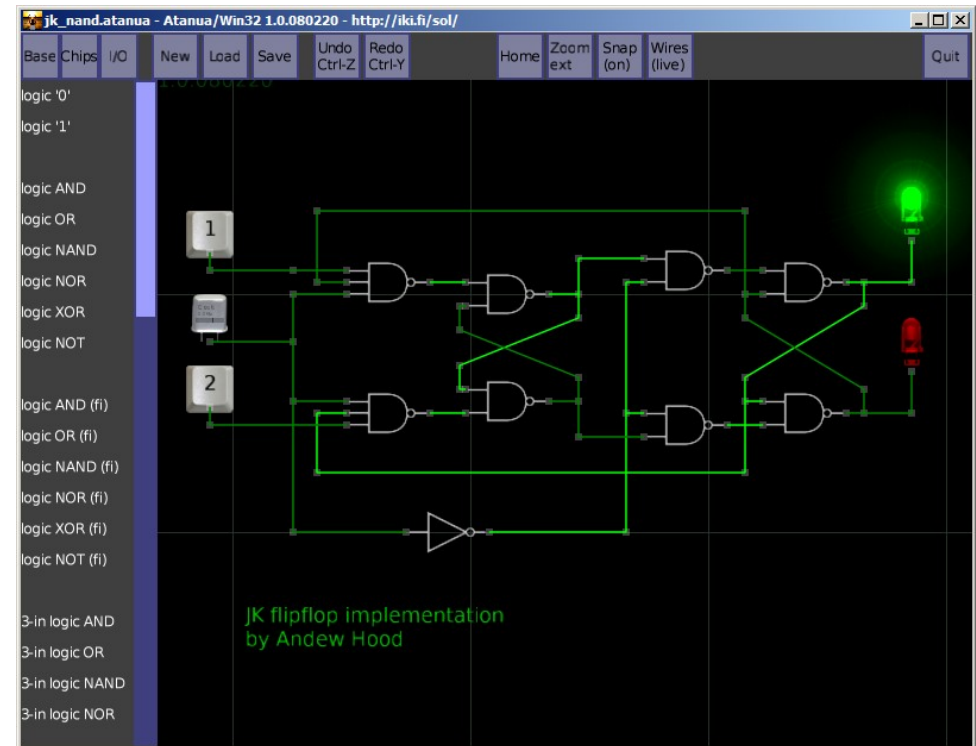 jk_nand.atanua - Atanua/Win32 1.0.080220 - http://iki.fi/sol/
Base Chips I/O New Load Save Undo Ctrl-Z Redo Ctrl-Y Home Zoom ext Snap (on) Wires (live) Quit
1.0.080220
logic '0'
logic '1'
logic AND
logic OR
logic NAND
logic NOR
logic XOR
logic NOT
logic AND (fi)
logic OR (fi)
logic NAND (fi)
logic NOR (fi)
logic XOR (fi)
logic NOT (fi)
3-in logic AND
3-in logic OR
3-in logic NAND
3-in logic NOR
1
2
JK flipflop implementation
by Andew Hood